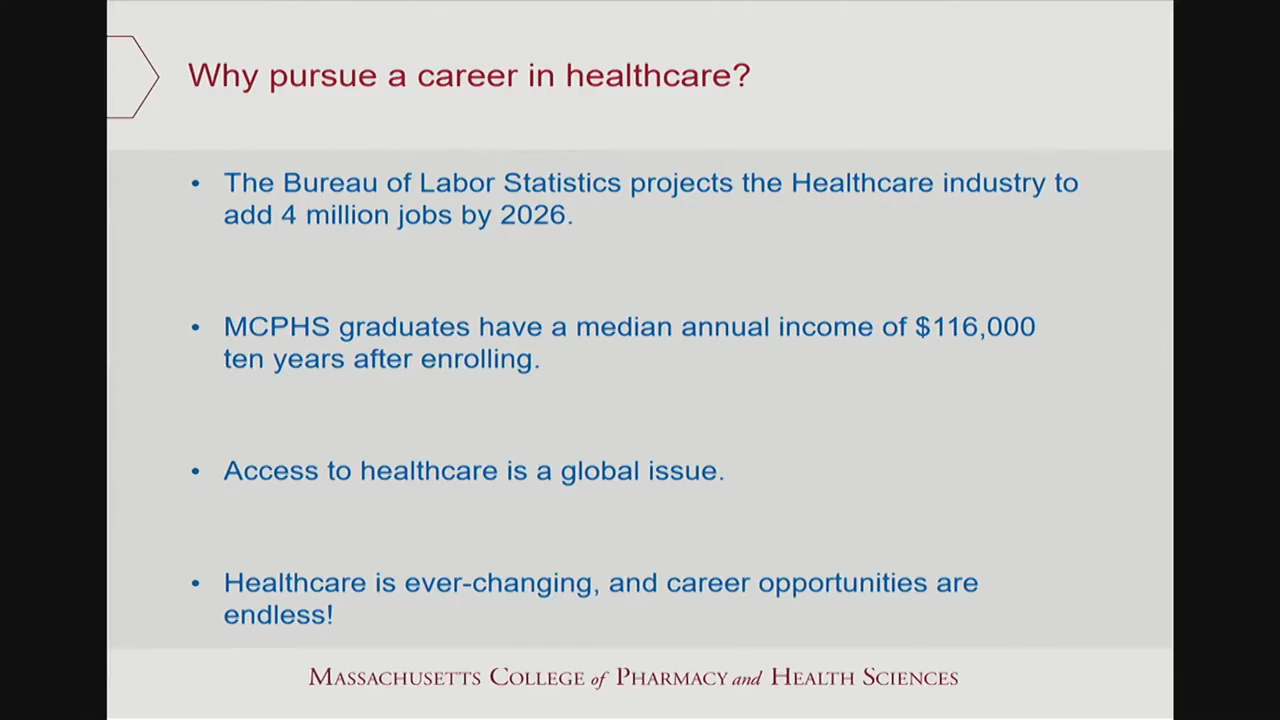 Why pursue a career in healthcare?
• The Bureau of Labor Statistics projects the Healthcare industry to
add 4 million jobs by 2026.
• MCPHS graduates have a median annual income of $116,000
ten years after enrolling.
• Access to healthcare is a global issue.
• Healthcare is ever-changing, and career opportunities are
endless!
MASSACHUSETTS COLLEGE of PHARMACY and HEALTH SCIENCES